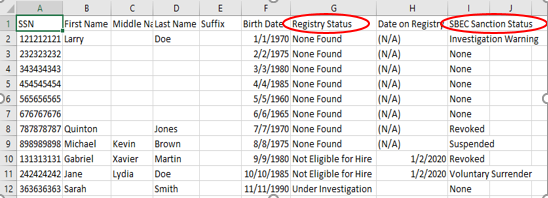 A B C D E F G H I J
1 SSN First Name Middle Na Last Name Suffix Birth Date Registry Status Date on Registry SBEC Sanction Status
2 121212121 Larry Doe 1/1/1970 None Found (N/A) Investigation Warning
3 232323232 2/2/1975 None Found (N/A) None
4 343434343 3/3/1980 None Found (N/A) None
5 454545454 4/4/1985 None Found (N/A) None
6 565656565 5/5/1960 None Found (N/A) None
7 676767676 6/6/1965 None Found (N/A) None
8 787878787 Quinton Jones 7/7/1970 None Found (N/A) Revoked
9 898989898 Michael Kevin Brown 8/8/1975 None Found (N/A) Suspended
10 131313131 Gabriel Xavier Martin 9/9/1980 Not Eligible for Hire 1/2/2020 Revoked
11 242424242 Jane Lydia Doe 10/10/1985 Not Eligible for Hire 1/2/2020 Voluntary Surrender
12 363636363 Sarah Smith 11/11/1990 Under Investigation None